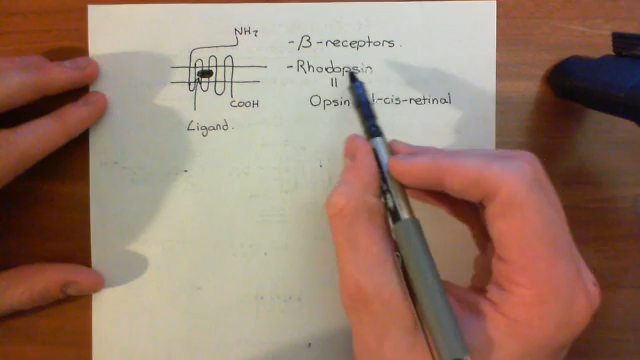 NH₂
- β-receptors.
- Rhodopsin
=
Opsin -cis-retinal
COOH
Ligand.